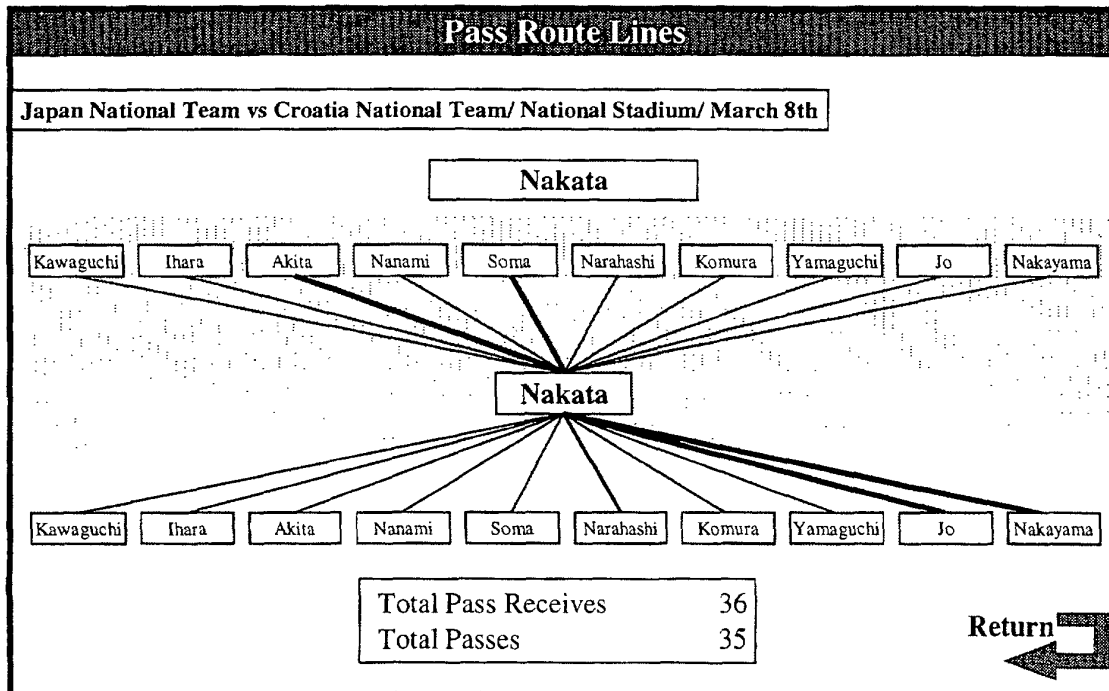 Pass Route Lines
Japan National Team vs Croatia National Team/ National Stadium/ March 8th
Nakata
Kawaguchi Ihara Akita Nanami Soma Narahashi Komura Yamaguchi Jo Nakayama
Nakata
Kawaguchi Ihara Akita Nanami Soma Narahashi Komura Yamaguchi Jo Nakayama
Total Pass Receives 36
Total Passes 35
Return